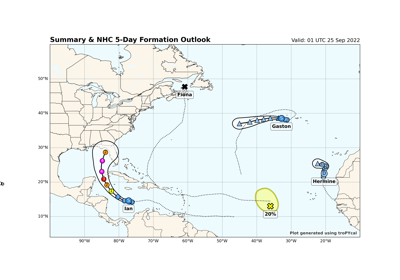 Summary & NHC 5-Day Formation Outlook
Valid: 01 UTC 25 Sep 2022
50°N
Fiona
40°N
Gaston
30°N
20°N
Hermine
Ian
20%
10°N
Plot generated using troPYcal
90°W 80°W 70°W 60°W 50°W 40°W 30°W 20°W
b